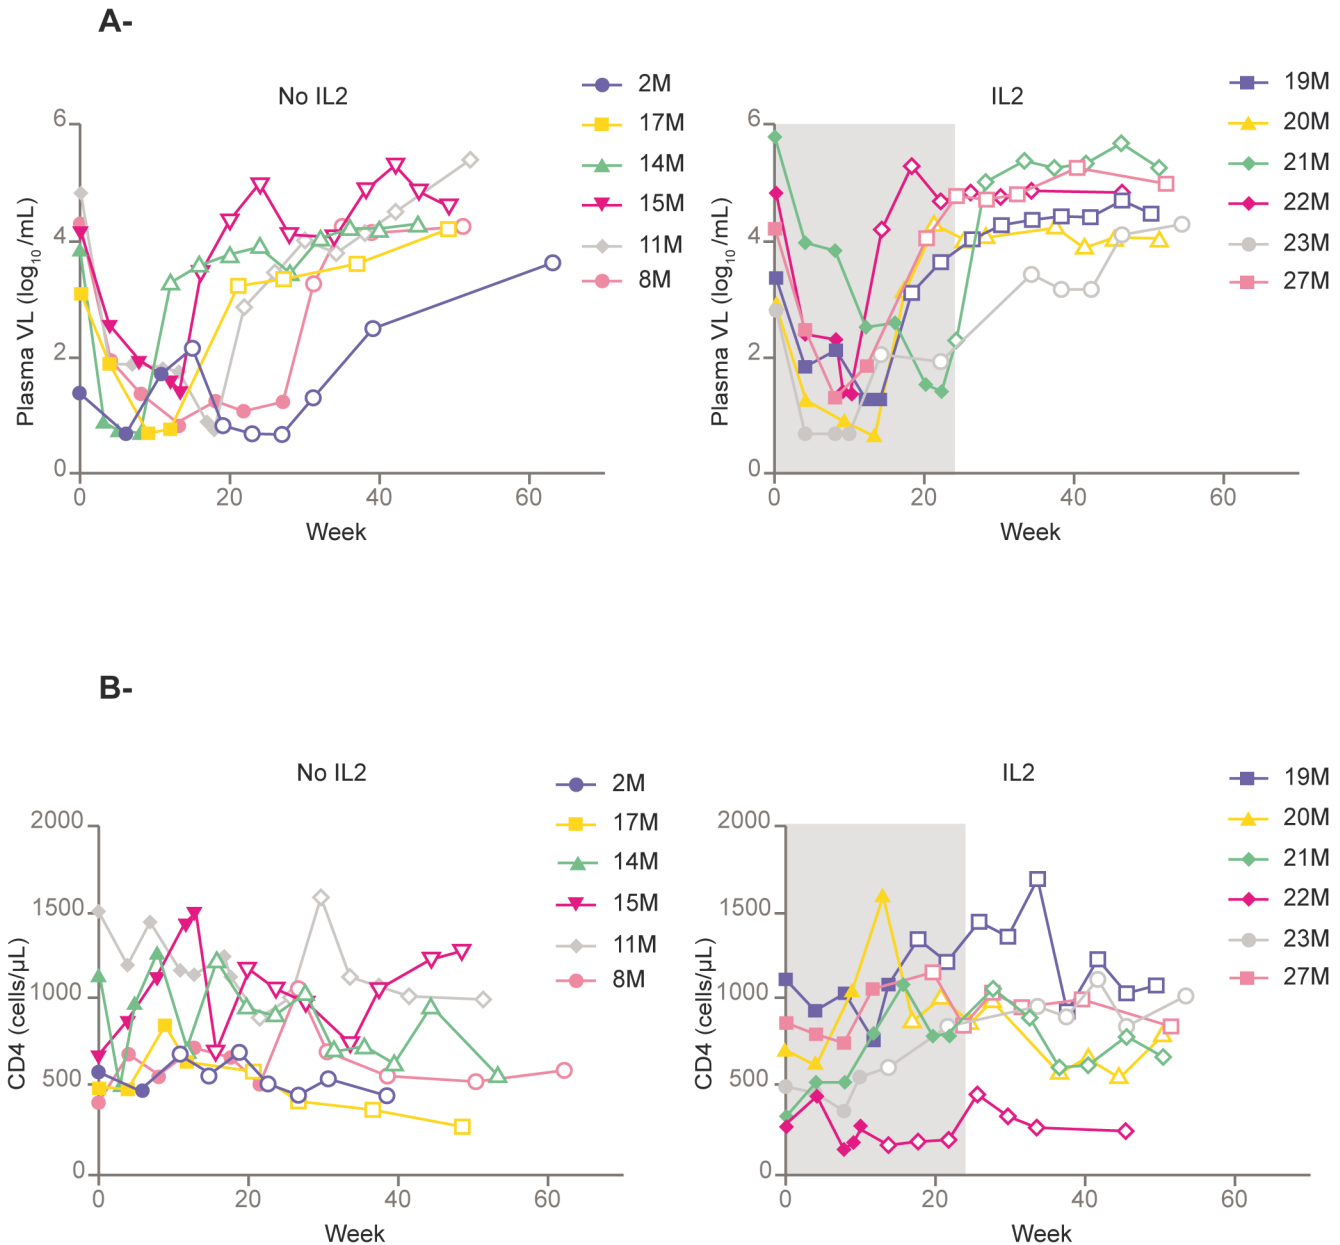 A-
No IL2
2M
17M
14M
15M
11M
8M
6
4
2
0
0
20
40
60
Plasma VL (log10/mL)
Week
IL2
19M
20M
21M
22M
23M
27M
6
4
2
0
0
20
40
60
Plasma VL (log10/mL)
Week
B-
No IL2
2M
17M
14M
15M
11M
8M
2000
1500
1000
500
0
0
20
40
60
CD4 (cells/µL)
Week
IL2
19M
20M
21M
22M
23M
27M
2000
1500
1000
500
0
0
20
40
60
CD4 (cells/µL)
Week